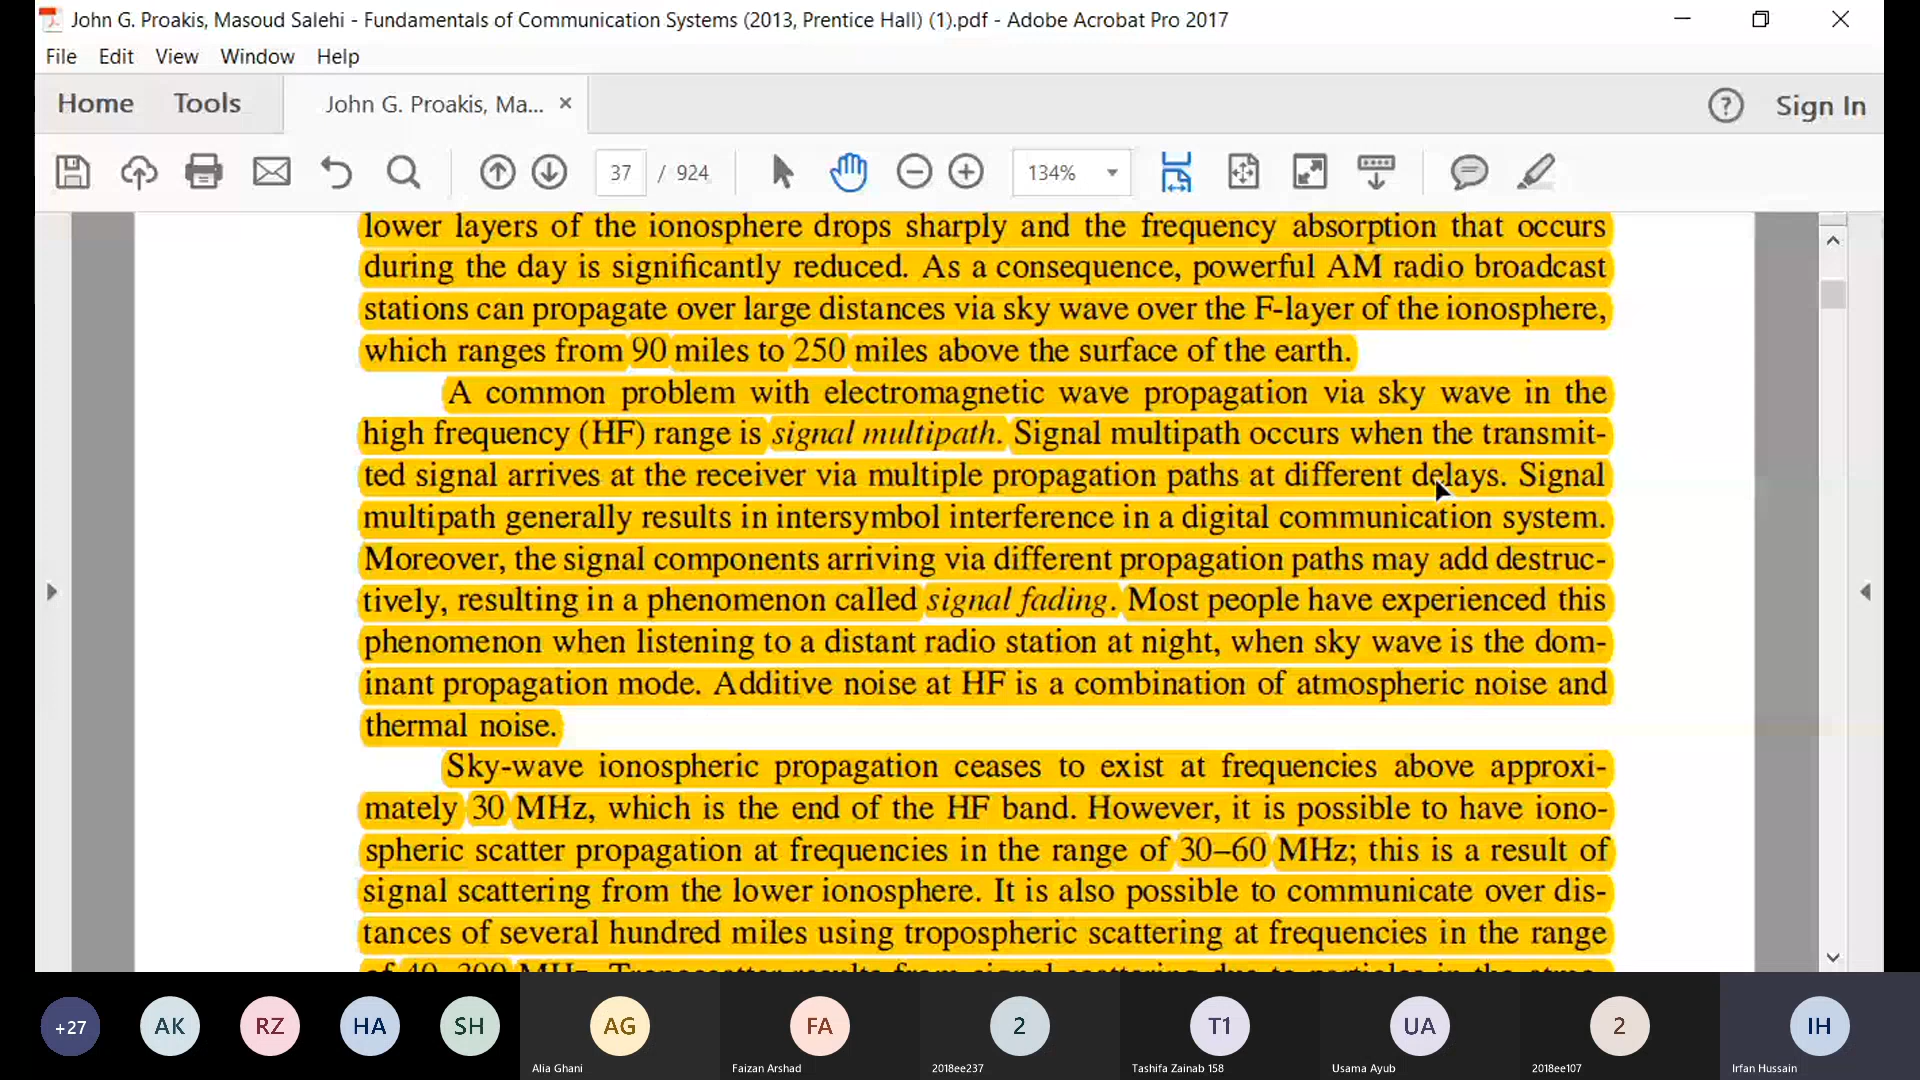 John G. Proakis, Masoud Salehi - Fundamentals of Communication Systems (2013, Prentice Hall) (1).pdf - Adobe Acrobat Pro 2017
File Edit View Window Help
Home Tools John G. Proakis, Ma... × ? Sign In
37 / 924 134%
lower layers of the ionosphere drops sharply and the frequency absorption that occurs
during the day is significantly reduced. As a consequence, powerful AM radio broadcast
stations can propagate over large distances via sky wave over the F-layer of the ionosphere,
which ranges from 90 miles to 250 miles above the surface of the earth.
A common problem with electromagnetic wave propagation via sky wave in the
high frequency (HF) range is signal multipath. Signal multipath occurs when the transmit-
ted signal arrives at the receiver via multiple propagation paths at different delays. Signal
multipath generally results in intersymbol interference in a digital communication system.
Moreover, the signal components arriving via different propagation paths may add destruc-
tively, resulting in a phenomenon called signal fading. Most people have experienced this
phenomenon when listening to a distant radio station at night, when sky wave is the dom-
inant propagation mode. Additive noise at HF is a combination of atmospheric noise and
thermal noise.
Sky-wave ionospheric propagation ceases to exist at frequencies above approxi-
mately 30 MHz, which is the end of the HF band. However, it is possible to have iono-
spheric scatter propagation at frequencies in the range of 30–60 MHz; this is a result of
signal scattering from the lower ionosphere. It is also possible to communicate over dis-
tances of several hundred miles using tropospheric scattering at frequencies in the range
of 40–300 MHz. Troposcatter results from signal scattering due to particles in the atmo-
+27 AK RZ HA SH AG FA 2 T1 UA 2 IH
Alia Ghani Faizan Arshad 2018ee237 Tashifa Zainab 158 Usama Ayub 2018ee107 Irfan Hussain